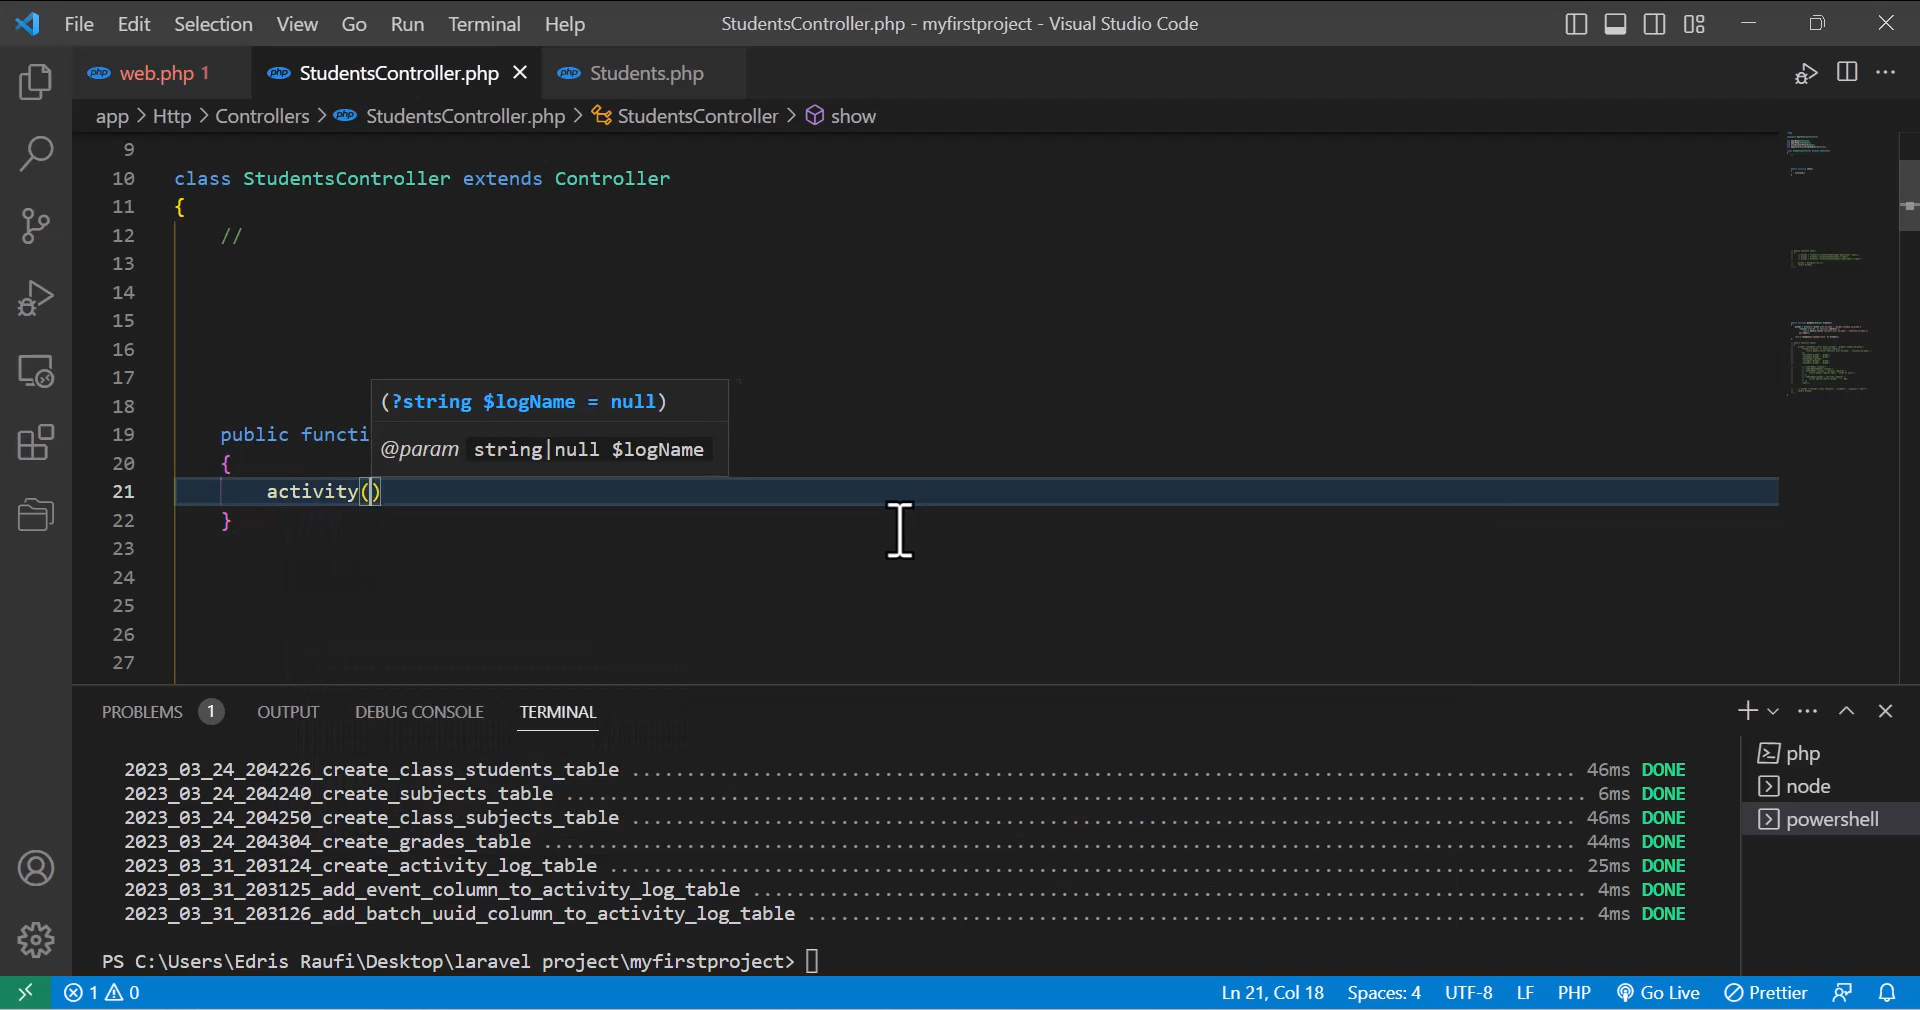 File Edit Selection View Go Run Terminal Help StudentsController.php - myfirstproject - Visual Studio Code
web.php 1 StudentsController.php Students.php
app > Http > Controllers > StudentsController.php > StudentsController > show
9
10 class StudentsController extends Controller
11 {
12 //
13
14
15
16
17
18 (?string $logName = null)
19 public functi
@param string|null $logName
20 {
21 activity()
22 }
23
24
25
26
27
PROBLEMS 1 OUTPUT DEBUG CONSOLE TERMINAL
2023_03_24_204226_create_class_students_table ........................................ 46ms DONE
2023_03_24_204240_create_subjects_table ........................................ 6ms DONE
2023_03_24_204250_create_class_subjects_table ........................................ 46ms DONE
2023_03_24_204304_create_grades_table ........................................ 44ms DONE
2023_03_31_203124_create_activity_log_table ........................................ 25ms DONE
2023_03_31_203125_add_event_column_to_activity_log_table ........................................ 4ms DONE
2023_03_31_203126_add_batch_uuid_column_to_activity_log_table ........................................ 4ms DONE
PS C:\Users\Edris Raufi\Desktop\laravel project\myfirstproject>
php
node
powershell
1 0 Ln 21, Col 18 Spaces: 4 UTF-8 LF PHP Go Live Prettier